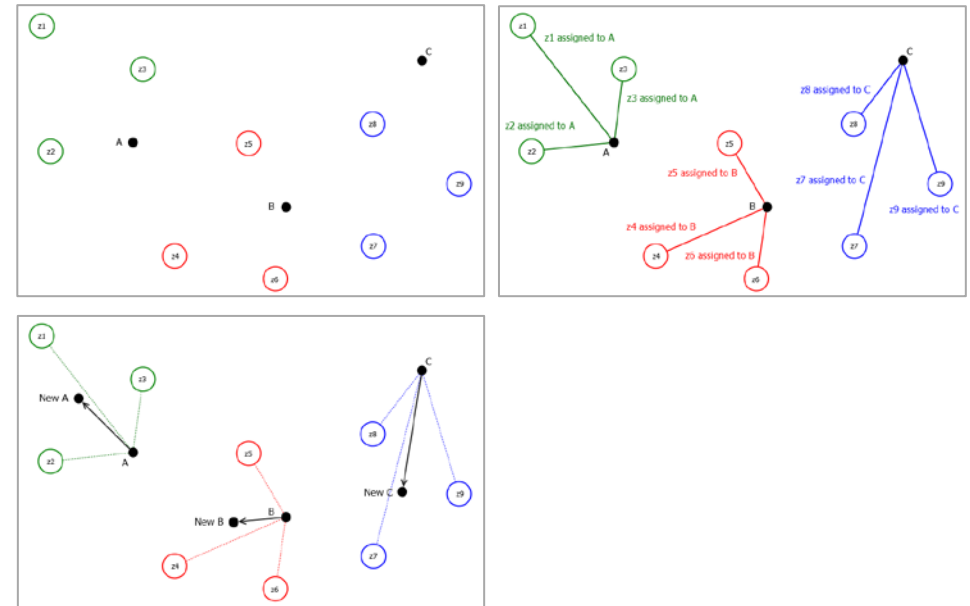 z1
C
z3
A
z8
z5
z2
z9
B
z7
z4
z6
z1
z1 assigned to A
C
z3
z8 assigned to C
z3 assigned to A
z2 assigned to A
z8
z5
z2
A
z5 assigned to B
z7 assigned to C
z9
B
z9 assigned to C
z4 assigned to B
z7
z4
z6 assigned to B
z6
z1
C
z3
New A
z8
z5
z2
A
New C
z9
B
New B
z7
z4
z6